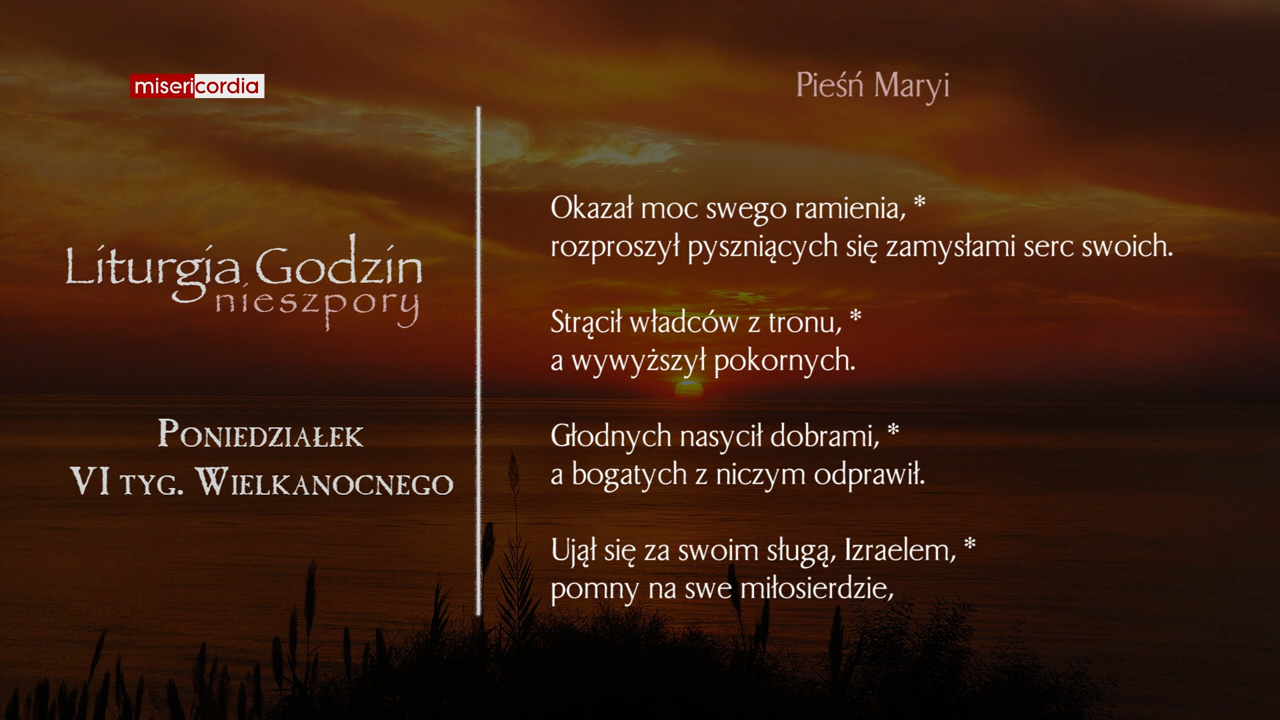 misericordia
Liturgia Godzin
nieszpory
Poniedziałek
VI tyg. Wielkanocnego
Pieśń Maryi
Okazał moc swego ramienia, *
rozproszył pyszniących się zamysłami serc swoich.
Strącił władców z tronu, *
a wywyższył pokornych.
Głodnych nasycił dobrami, *
a bogatych z niczym odprawił.
Ujął się za swoim sługą, Izraelem, *
pomny na swe miłosierdzie,